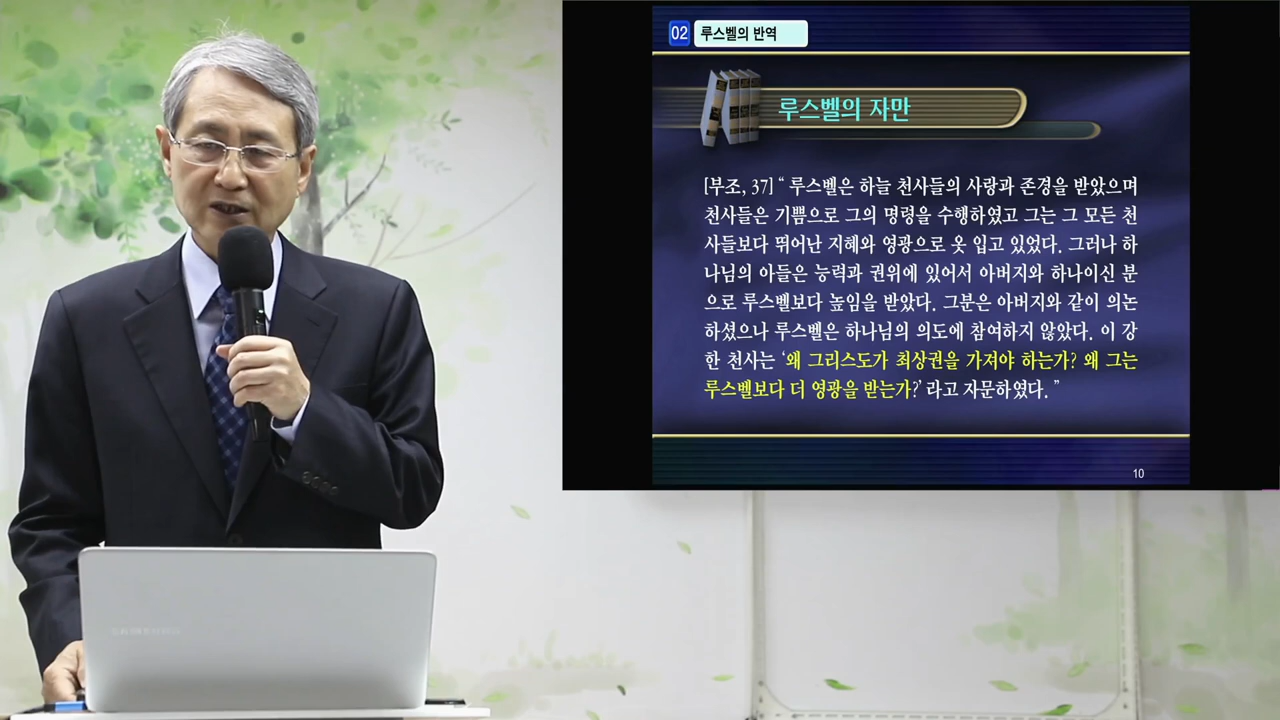 02 루스벨의 반역
루스벨의 자만
[부조, 37] “ 루스벨은 하늘 천사들의 사랑과 존경을 받았으며
천사들은 기쁨으로 그의 명령을 수행하였고 그는 그 모든 천
사들보다 뛰어난 지혜와 영광으로 옷 입고 있었다. 그러나 하
나님의 아들은 능력과 권위에 있어서 아버지와 하나이신 분
으로 루스벨보다 높임을 받았다. 그분은 아버지와 같이 의논
하셨으나 루스벨은 하나님의 의도에 참여하지 않았다. 이 강
한 천사는 ‘왜 그리스도가 최상권을 가져야 하는가? 왜 그는
루스벨보다 더 영광을 받는가?’ 라고 자문하였다. ”
10